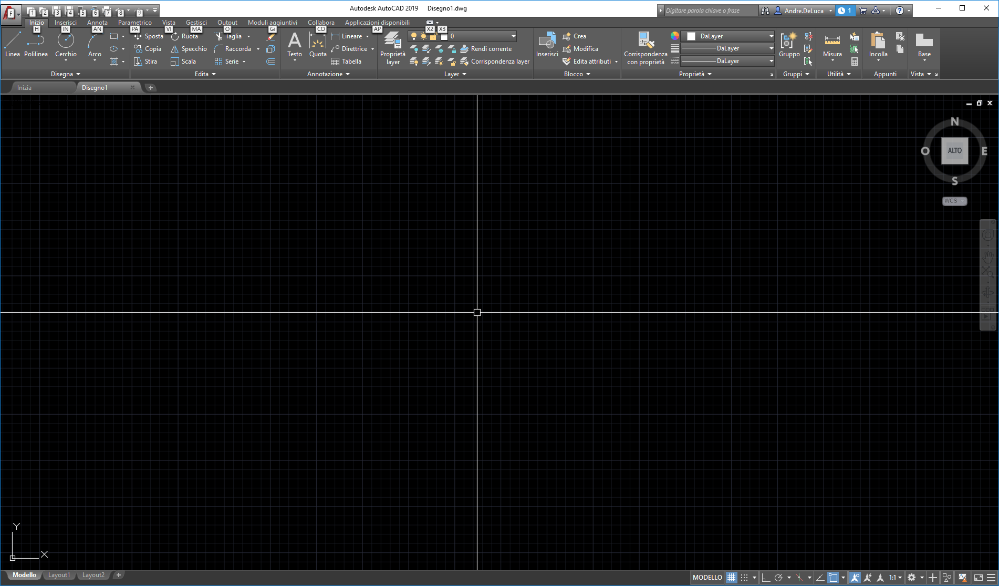 Autodesk AutoCAD 2019 Disegno1.dwg
Digitare parola chiave o frase
Andre.DeLuca
1
F 1 2 3 4 5 6 7 8 9
Inizio Inserisci Annota Parametrico Vista Gestisci Output Moduli aggiuntivi Collabora Applicazioni disponibili
H IN AN PA VI MA O GI CO AP X2 X3
Linea Polilinea Cerchio Arco
Disegna
Sposta Ruota Taglia
Copia Specchio Raccorda
Stira Scala Serie
Edita
Testo Quota
Lineare
Direttrice
Tabella
Annotazione
Proprietà
layer
0
Rendi corrente
Corrispondenza layer
Layer
Inserisci
Crea
Modifica
Edita attributi
Blocco
Corrispondenza
con proprietà
DaLayer
DaLayer
DaLayer
Proprietà
Gruppo
Gruppi
Misura
Utilità
Incolla
Appunti
Base
Vista
Inizia Disegno1
N
O ALTO E
S
WCS
Y
X
Modello Layout1 Layout2
MODELLO 1:1